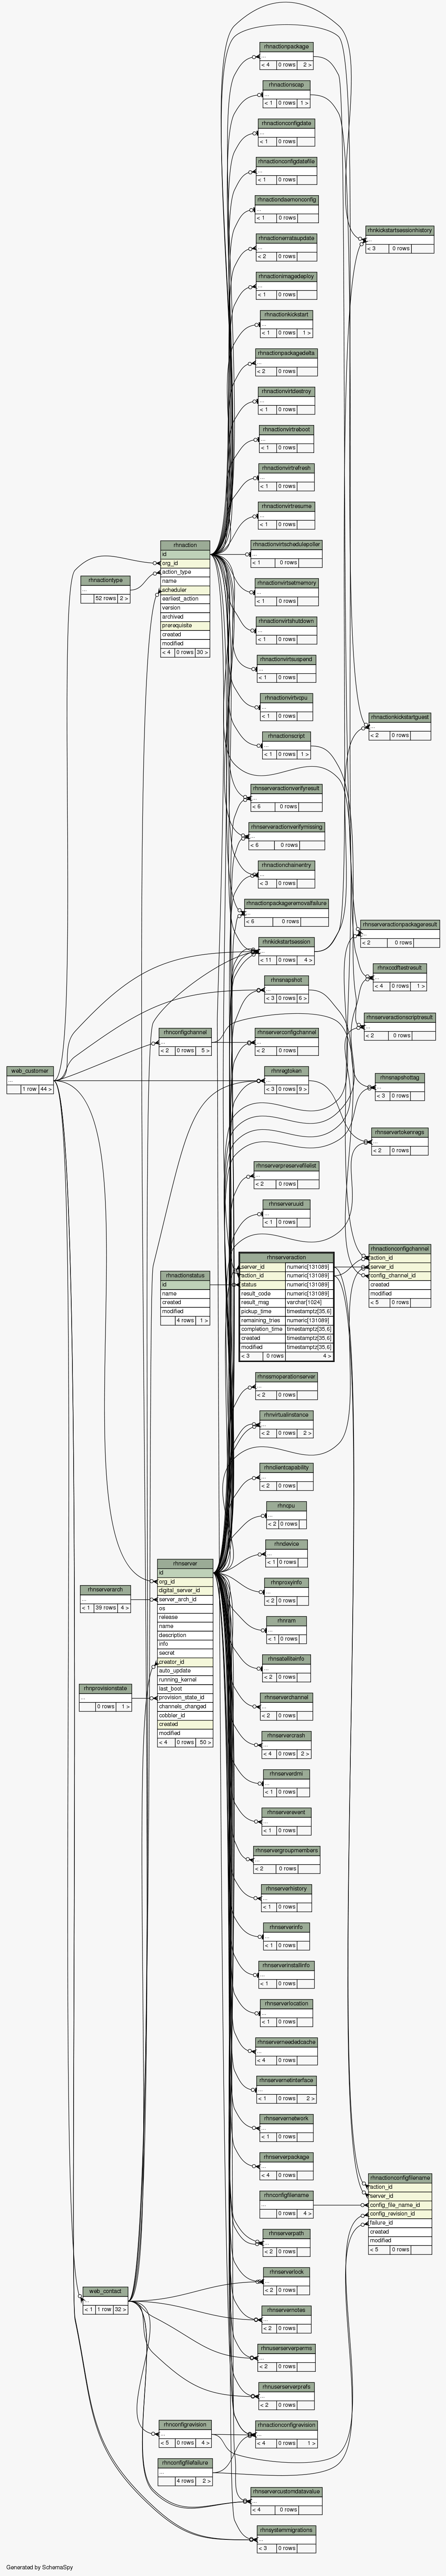 rhnactionpackage
...
< 4 0 rows 2 >
rhnactionscap
...
< 1 0 rows 1 >
rhnactionconfigdate
...
< 1 0 rows
rhnactionconfigdatefile
...
< 1 0 rows
rhnactiondaemonconfig
...
< 1 0 rows
rhnkickstartsessionhistory
...
< 3 0 rows
rhnactionerrataupdate
...
< 2 0 rows
rhnactionimagedeploy
...
< 1 0 rows
rhnactionkickstart
...
< 1 0 rows 1 >
rhnactionpackagedelta
...
< 2 0 rows
rhnactionvirtdestroy
...
< 1 0 rows
rhnactionvirtreboot
...
< 1 0 rows
rhnactionvirtrefresh
...
< 1 0 rows
rhnactionvirtresume
...
< 1 0 rows
rhnactionvirtschedulepoller
...
< 1 0 rows
rhnaction
id
org_id
action_type
name
scheduler
earliest_action
version
archived
prerequisite
created
modified
< 4 0 rows 30 >
rhnactiontype
...
52 rows 2 >
rhnactionvirtsetmemory
...
< 1 0 rows
rhnactionvirtshutdown
...
< 1 0 rows
rhnactionvirtsuspend
...
< 1 0 rows
rhnactionvirtvcpu
...
< 1 0 rows
rhnactionkickstartguest
...
< 2 0 rows
rhnactionscript
...
< 1 0 rows 1 >
rhnserveractionverifyresult
...
< 6 0 rows
rhnserveractionverifymissing
...
< 6 0 rows
rhnactionchainentry
...
< 3 0 rows
rhnactionpackageremovalfailure
...
< 6 0 rows
rhnserveractionpackageresult
...
< 2 0 rows
rhnkickstartsession
...
< 11 0 rows 4 >
rhnxccdftestresult
...
< 4 0 rows 1 >
rhnsnapshot
...
< 3 0 rows 6 >
rhnserveractionscriptresult
...
< 2 0 rows
rhnconfigchannel
...
< 2 0 rows 5 >
rhnserverconfigchannel
...
< 2 0 rows
web_customer
...
1 row 44 >
rhnregtoken
...
< 3 0 rows 9 >
rhnsnapshottag
...
< 3 0 rows
rhnservertokenregs
...
< 2 0 rows
rhnserverpreservefilelist
...
< 2 0 rows
rhnserveruuid
...
< 1 0 rows
rhnserveraction
server_id numeric[131089]
action_id numeric[131089]
status numeric[131089]
result_code numeric[131089]
result_msg varchar[1024]
pickup_time timestamptz[35,6]
remaining_tries numeric[131089]
completion_time timestamptz[35,6]
created timestamptz[35,6]
modified timestamptz[35,6]
< 3 0 rows 4 >
rhnactionconfigchannel
action_id
server_id
config_channel_id
created
modified
< 5 0 rows
rhnactionstatus
id
name
created
modified
4 rows 1 >
rhnsamoperationserver
...
< 2 0 rows
rhnvirtualinstance
...
< 2 0 rows 2 >
rhnclientcapability
...
< 2 0 rows
rhncpu
...
< 2 0 rows
rhndevice
...
< 1 0 rows
rhnserver
id
org_id
digital_server_id
server_arch_id
os
release
name
description
info
secret
creator_id
auto_update
running_kernel
last_boot
provision_state_id
channels_changed
cobbler_id
created
modified
< 4 0 rows 50 >
rhnserverarch
...
< 1 39 rows 4 >
rhnprovisionstate
...
0 rows 1 >
rhnproxyinfo
...
< 2 0 rows
rhnram
...
< 1 0 rows
rhnsatelliteinfo
...
< 2 0 rows
rhnserverchannel
...
< 2 0 rows
rhnservercrash
...
< 4 0 rows 2 >
rhnserverdmi
...
< 1 0 rows
rhnserverevent
...
< 1 0 rows
rhnservergroupmembers
...
< 2 0 rows
rhnserverhistory
...
< 1 0 rows
rhnserverinfo
...
< 1 0 rows
rhnserverinstallinfo
...
< 1 0 rows
rhnserverlocation
...
< 1 0 rows
rhnserverneededcache
...
< 4 0 rows
rhnservernetinterface
...
< 1 0 rows 2 >
rhnservernetwork
...
< 1 0 rows
rhnserverpackage
...
< 4 0 rows
rhnconfigfilename
...
0 rows 4 >
rhnactionconfigfilename
action_id
server_id
config_file_name_id
config_revision_id
failure_id
created
modified
< 5 0 rows
rhnserverpath
...
< 2 0 rows
rhnserverlock
...
< 2 0 rows
web_contact
...
< 1 1 row 32 >
rhnservernotes
...
< 2 0 rows
rhnuserserverperms
...
< 2 0 rows
rhnuserserverprefs
...
< 2 0 rows
rhnconfigrevision
...
< 5 0 rows 4 >
rhnactionconfigrevision
...
< 4 0 rows 1 >
rhnconfigfilefailure
...
4 rows 2 >
rhnservercustomdatavalue
...
< 4 0 rows
rhnsystemmigrations
...
< 3 0 rows
Generated by SchemaSpy